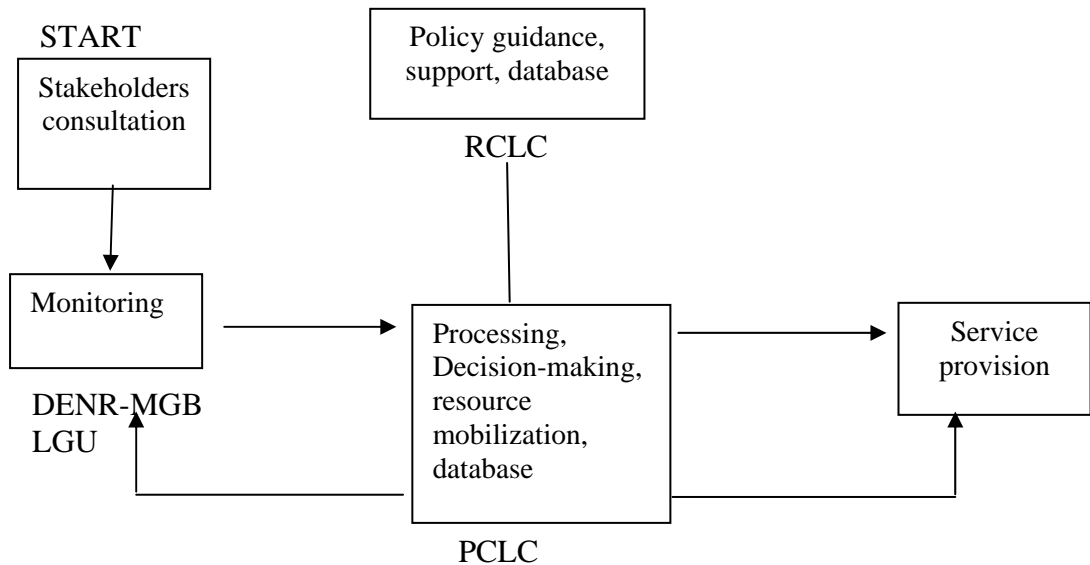 START
Stakeholders
consultation
Policy guidance,
support, database
RCLC
Monitoring
DENR-MGB
LGU
Processing,
Decision-making,
resource
mobilization,
database
PCLC
Service
provision